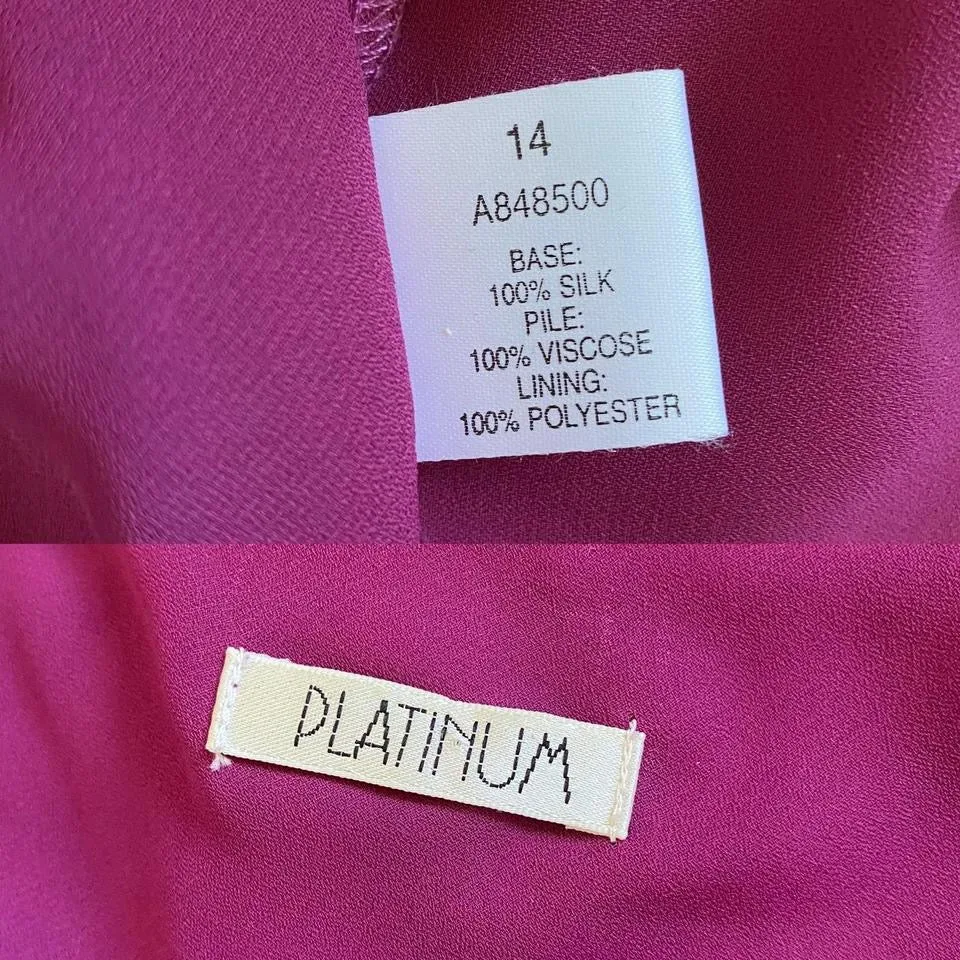 14
A848500
BASE:
100% SILK
PILE:
100% VISCOSE
LINING:
100% POLYESTER
PLATINUM